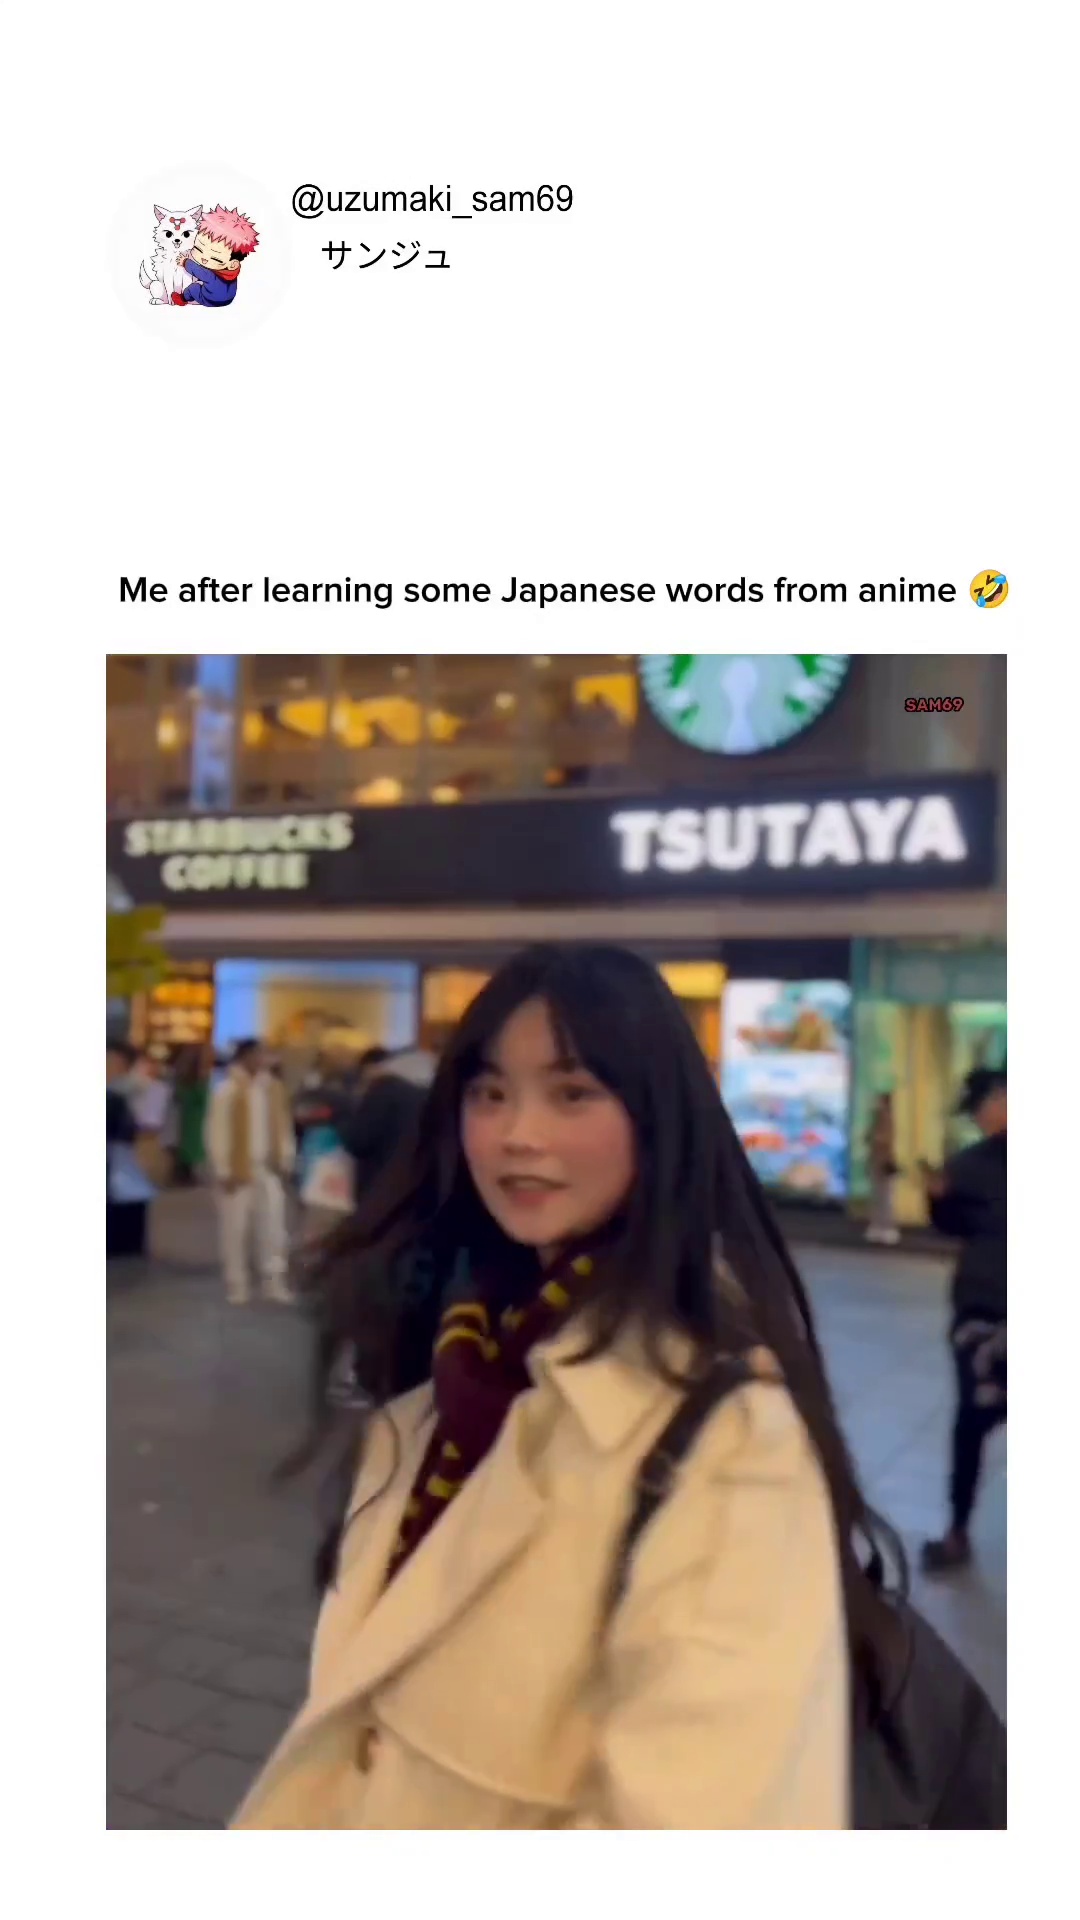 @uzumaki_sam69
サンジュ
Me after learning some Japanese words from anime 🤣
SAM69
STARBUCKS
COFFEE
TSUTAYA